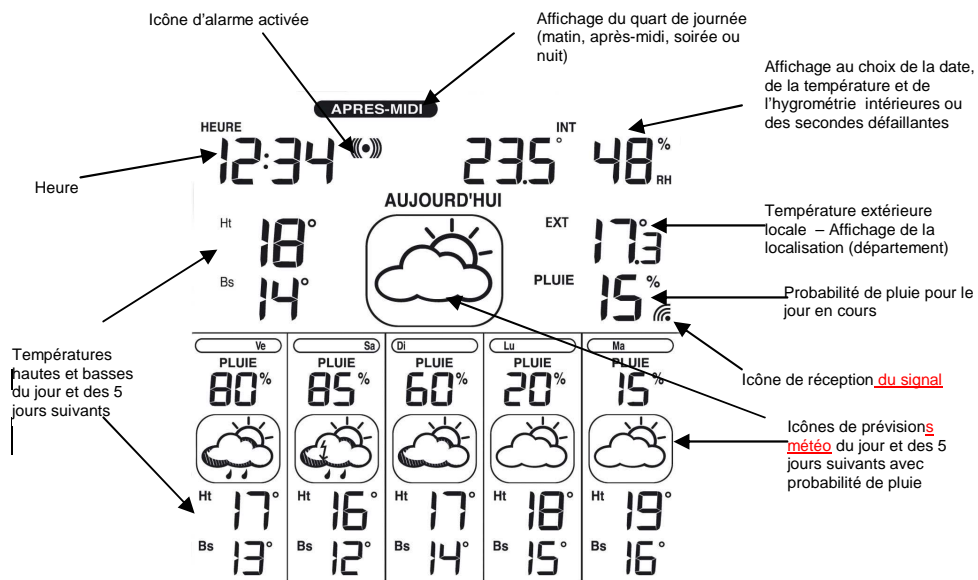 Icône d'alarme activée
Affichage du quart de journée
(matin, après-midi, soirée ou
nuit)
Affichage au choix de la date,
de la température et de
l'hygrométrie intérieures ou
des secondes défaillantes
APRES-MIDI
HEURE
12:34
INT
23.5°
48%
RH
Heure
AUJOURD'HUI
Ht
18°
Bs
14°
EXT
17.3°
PLUIE
15%
Température extérieure
locale – Affichage de la
localisation (département)
Probabilité de pluie pour le
jour en cours
Températures
hautes et basses
du jour et des 5
jours suivants
Icône de réception du signal
Icônes de prévisions
météo du jour et des 5
jours suivants avec
probabilité de pluie
Ve
PLUIE
80%
Ht 17°
Bs 13°
Sa
PLUIE
85%
Ht 16°
Bs 12°
Di
PLUIE
60%
Ht 17°
Bs 14°
Lu
PLUIE
20%
Ht 18°
Bs 15°
Ma
PLUIE
15%
Ht 19°
Bs 16°